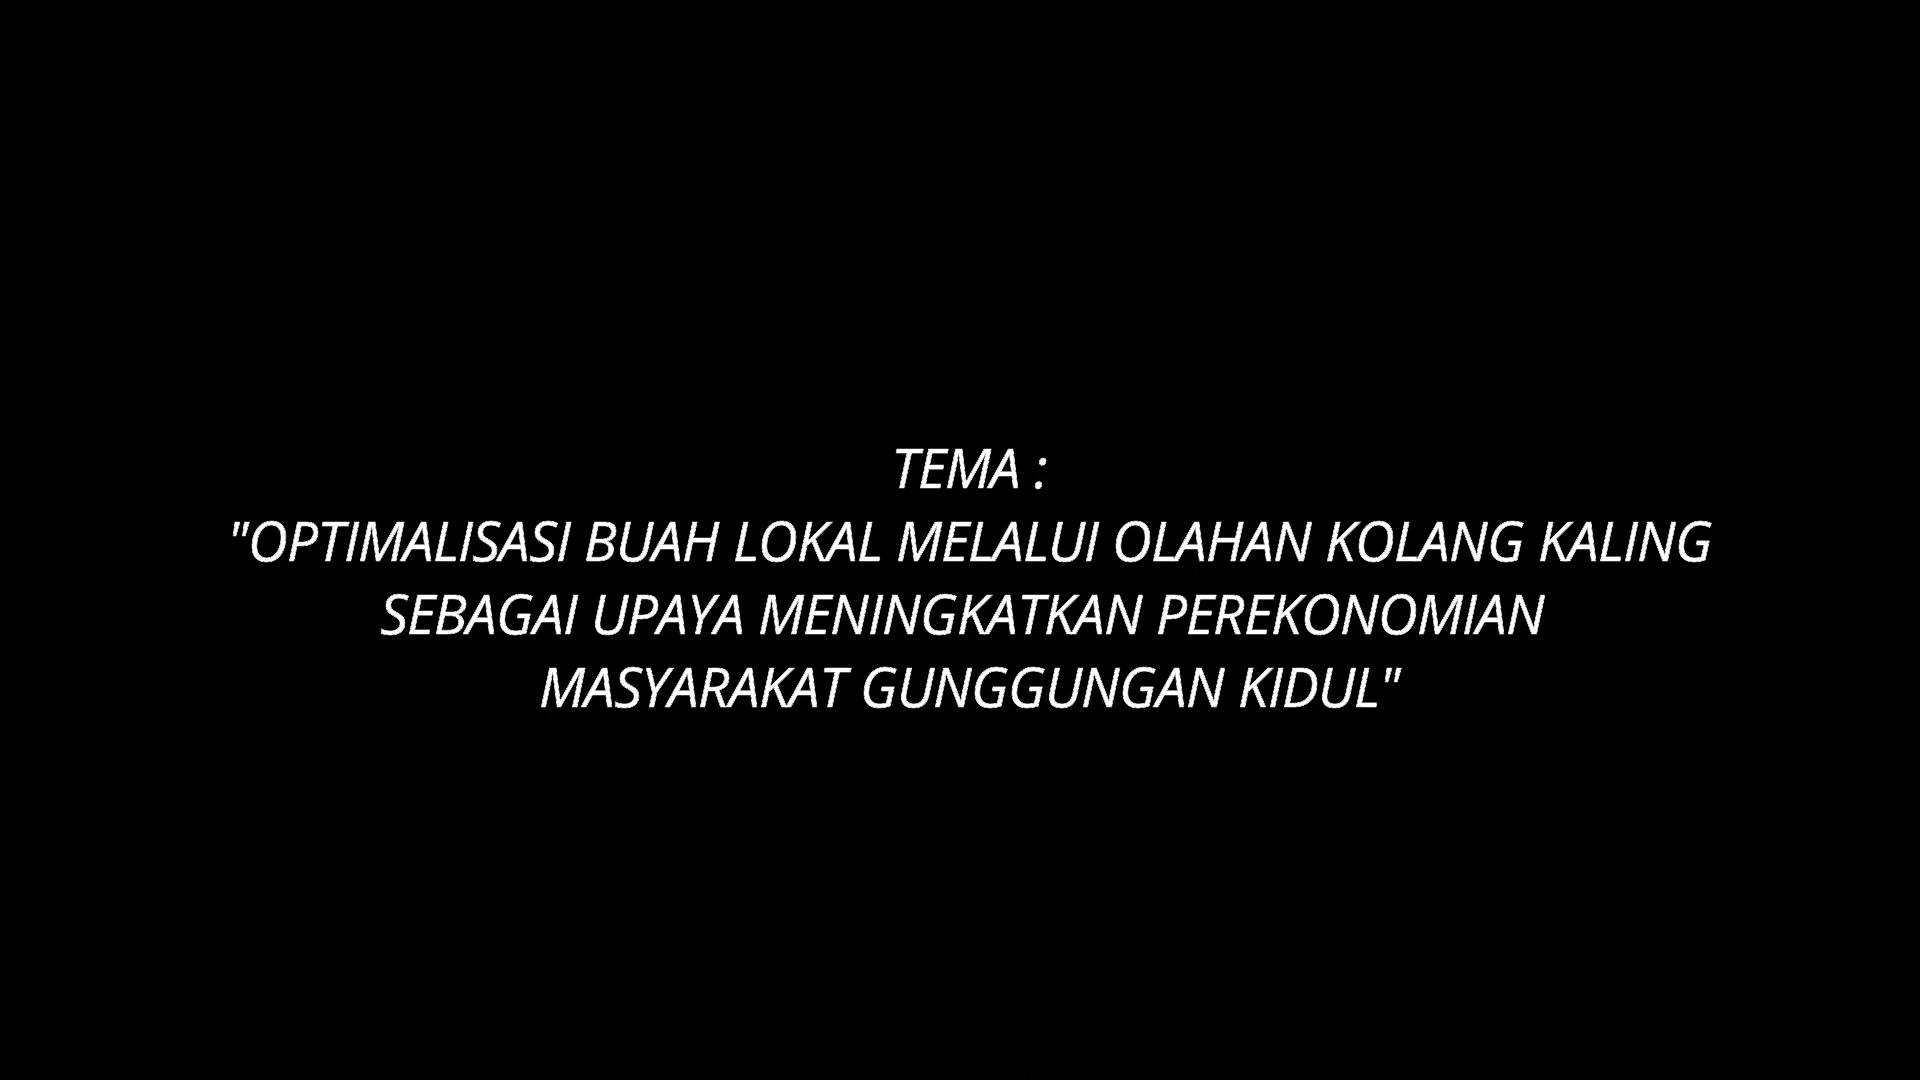 TEMA :
"OPTIMALISASI BUAH LOKAL MELALUI OLAHAN KOLANG KALING
SEBAGAI UPAYA MENINGKATKAN PEREKONOMIAN
MASYARAKAT GUNGGUNGAN KIDUL"